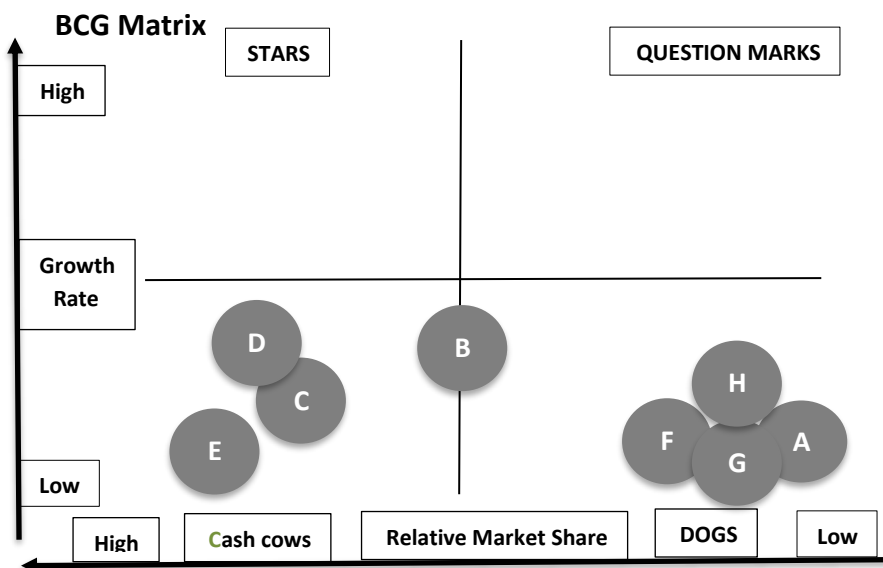 BCG Matrix
STARS
QUESTION MARKS
High
Growth
Rate
D
B
C
H
E
F
A
G
Low
High
Cash cows
Relative Market Share
DOGS
Low